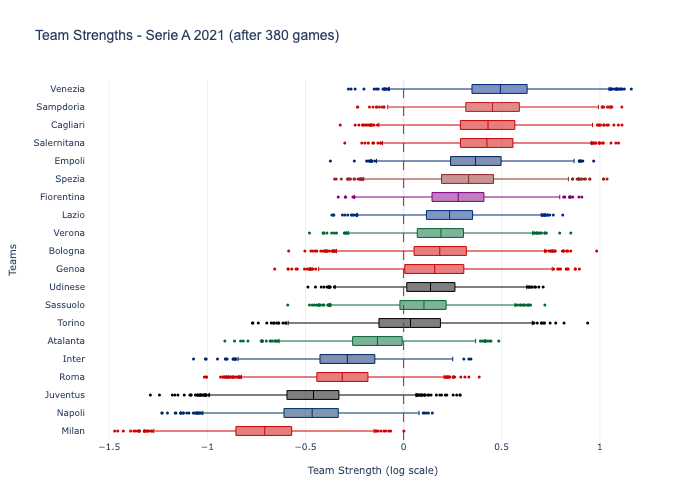 Team Strengths - Serie A 2021 (after 380 games)
Venezia
Sampdoria
Cagliari
Salernitana
Empoli
Spezia
Fiorentina
Lazio
Verona
Bologna
Genoa
Udinese
Sassuolo
Torino
Atalanta
Inter
Roma
Juventus
Napoli
Milan
Teams
−1.5 −1 −0.5 0 0.5 1
Team Strength (log scale)